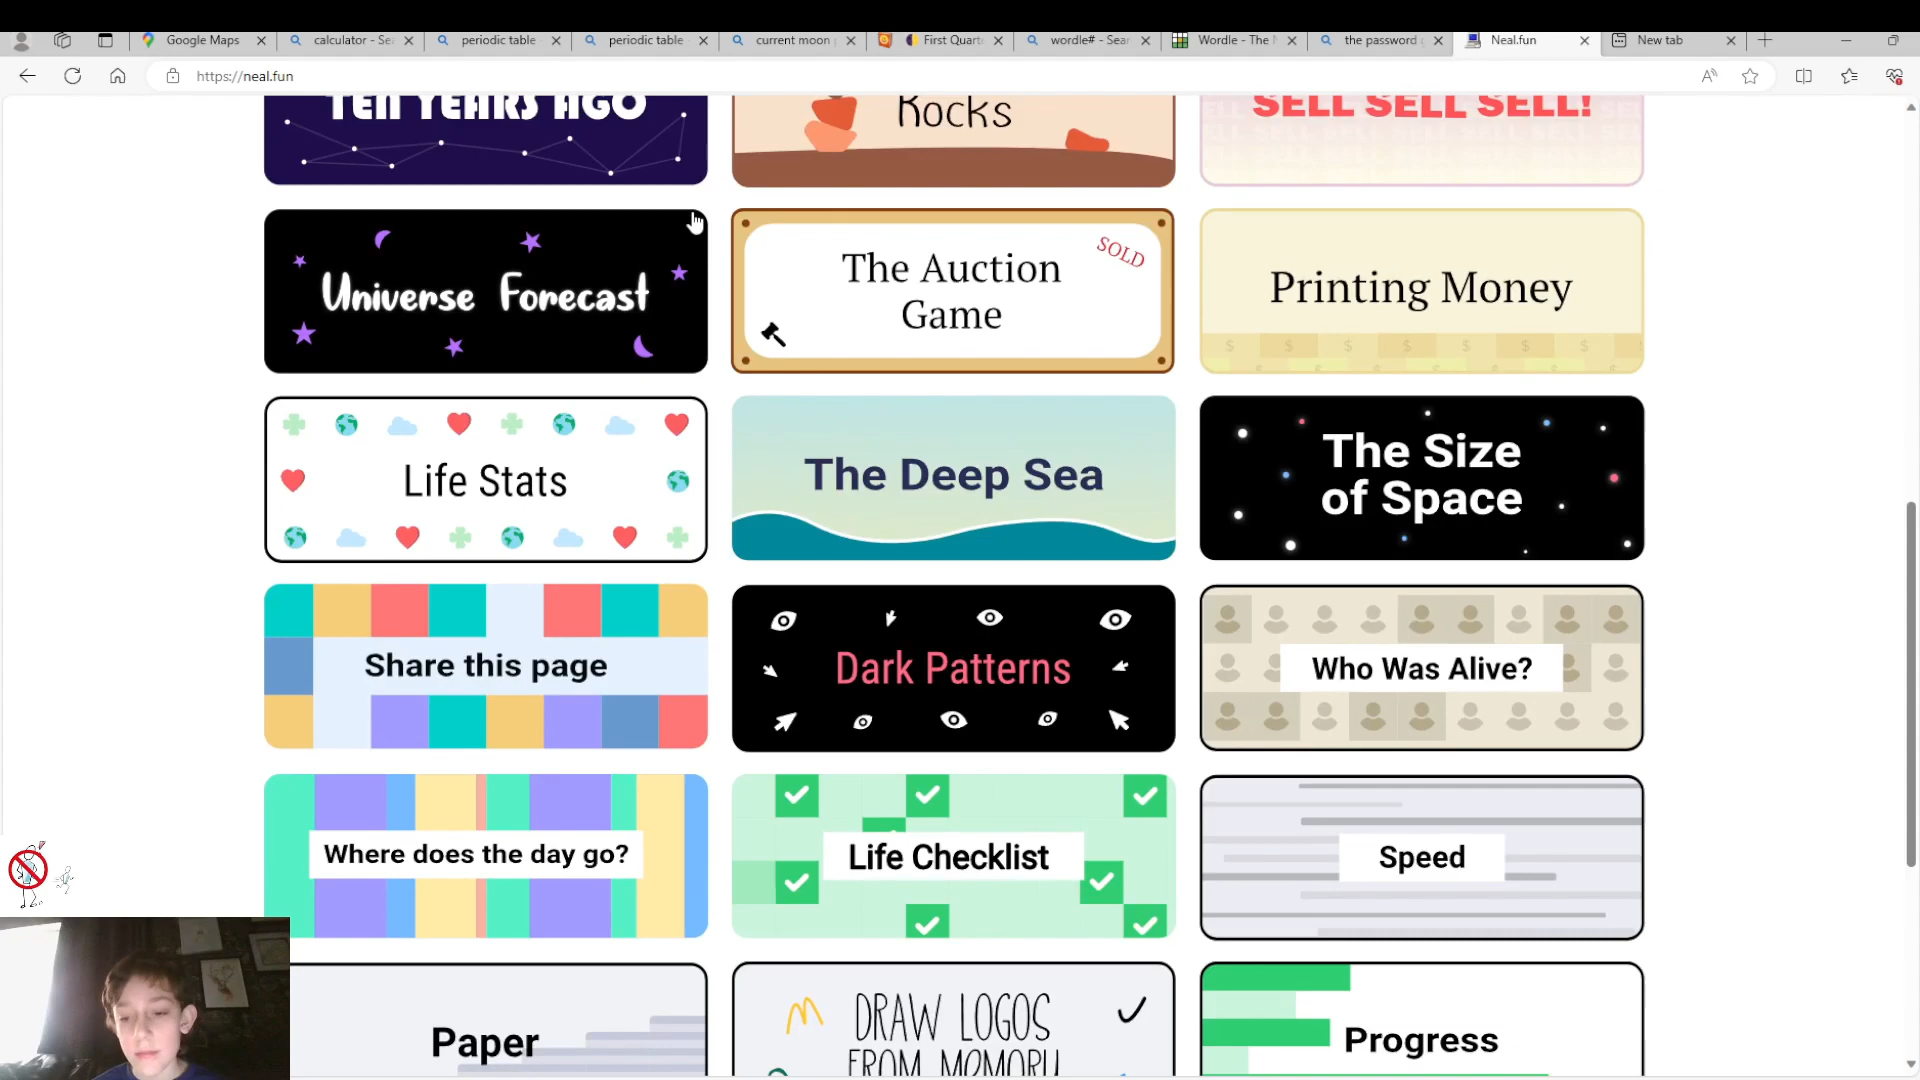 Google Maps
calculator - Se
periodic table
periodic table
current moon
First Quart
wordle# - Sear
Wordle - The N
the password g
Neal.fun
New tab
https://neal.fun
TEN YEARS AGO
Rocks
SELL SELL SELL!
Universe Forecast
The Auction
Game
SOLD
Printing Money
Life Stats
The Deep Sea
The Size
of Space
Share this page
Dark Patterns
Who Was Alive?
Where does the day go?
Life Checklist
Speed
Paper
DRAW LOGOS
FROM MEMORY
Progress